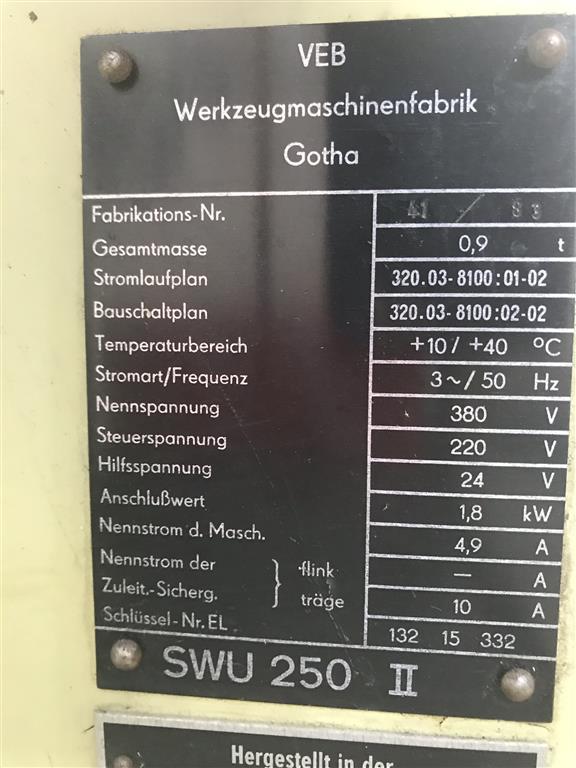 VEB
Werkzeugmaschinenfabrik
Gotha
Fabrikations-Nr. 41 / 83
Gesamtmasse 0,9 t
Stromlaufplan 320.03-8100:01-02
Bauschaltplan 320.03-8100:02-02
Temperaturbereich +10/ +40 °C
Stromart/Frequenz 3~/50 Hz
Nennspannung 380 V
Steuerspannung 220 V
Hilfsspannung 24 V
Anschlußwert 1,8 kW
Nennstrom d. Masch. 4,9 A
Nennstrom der } flink — A
Zuleit.-Sicherg. träge 10 A
Schlüssel-Nr. EL 132 15 332
SWU 250 II
Hergestellt in der